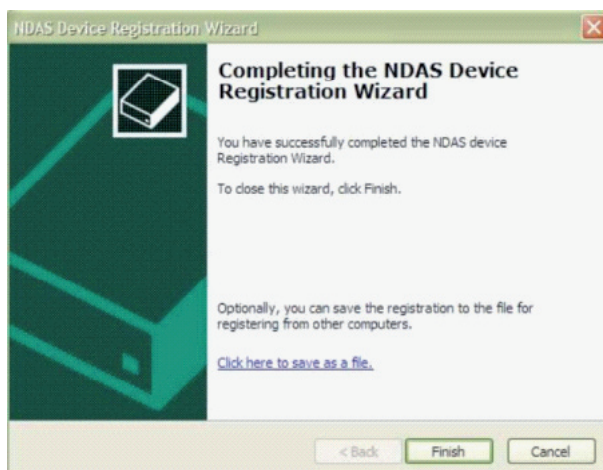 NDAS Device Registration Wizard
Completing the NDAS Device
Registration Wizard
You have successfully completed the NDAS device
Registration Wizard.
To close this wizard, click Finish.
Optionally, you can save the registration to the file for
registering from other computers.
Click here to save as a file.
< Back Finish Cancel